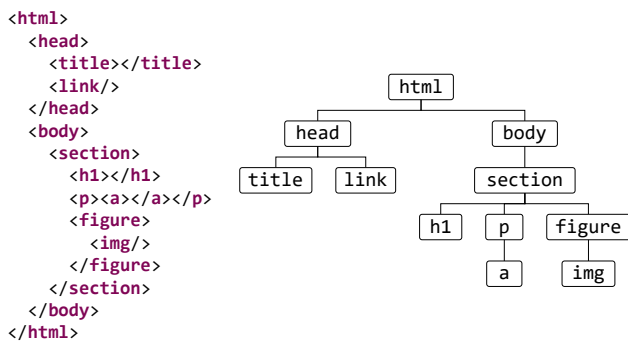 <html>
<head>
<title></title>
<link/>
</head>
<body>
<section>
<h1></h1>
<p><a></a></p>
<figure>
<img/>
</figure>
</section>
</body>
</html>
html
head body
title link section
h1 p figure
a img